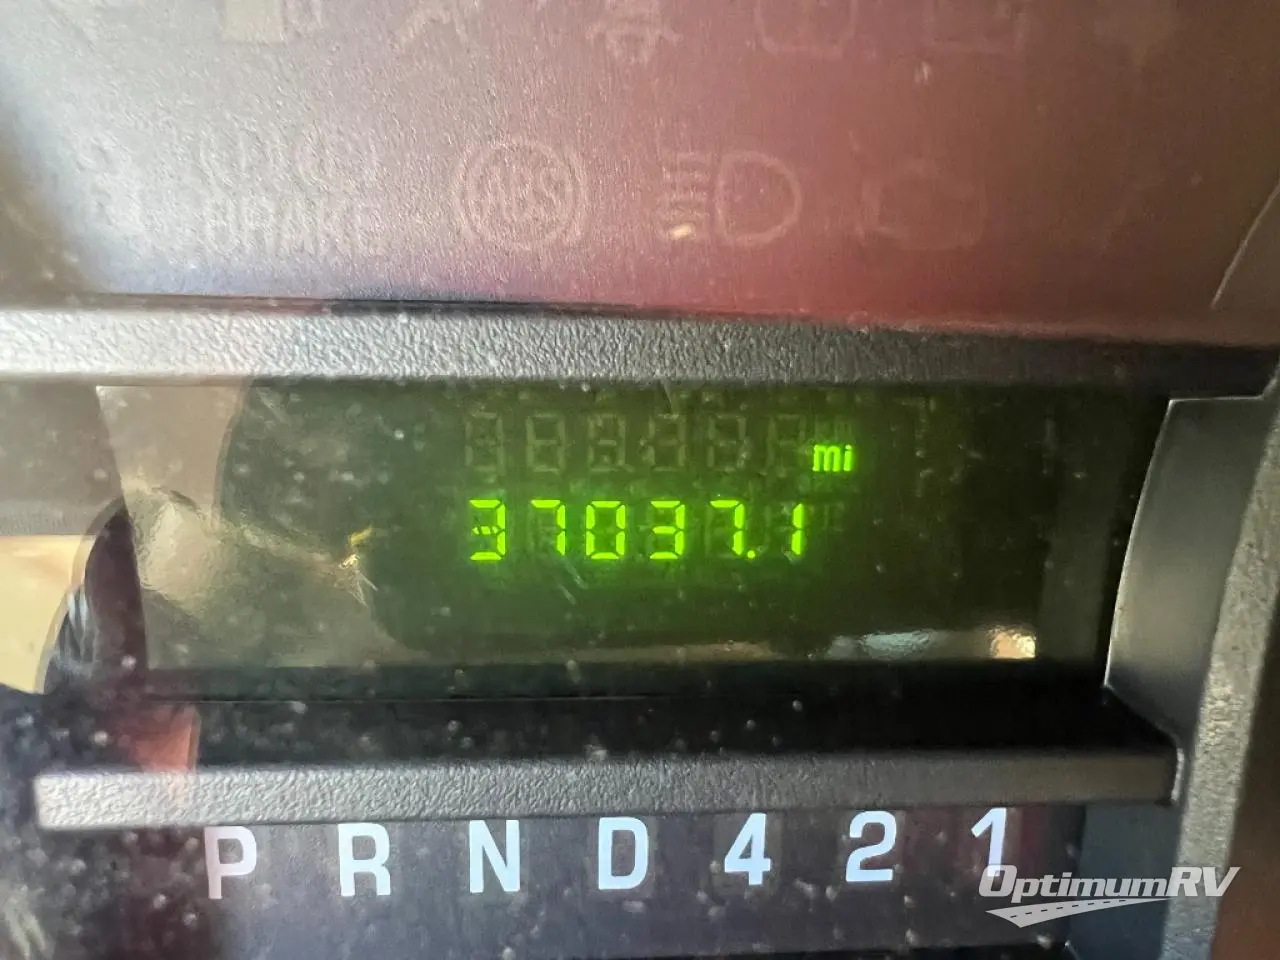 BRAKE ABS
mi
37037.1
P R N D 4 2 1
OptimumRV